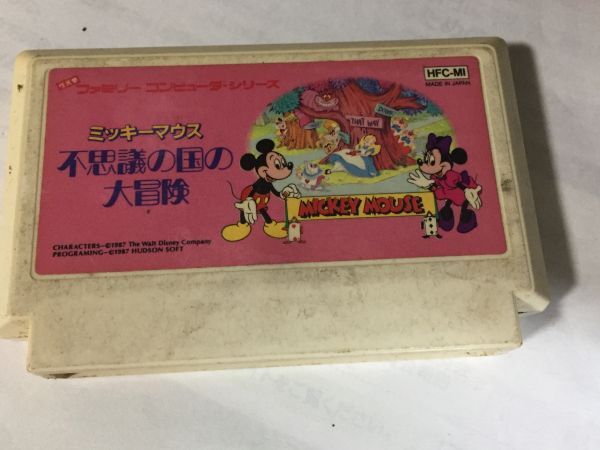 ファミリー コンピュータ・シリーズ
HFC-MI
MADE IN JAPAN
ミッキーマウス
不思議の国の
大冒険
THAT WAY
MICKEY MOUSE
CHARACTERS—©1987 The Walt Disney Company
PROGRAMING—©1987 HUDSON SOFT